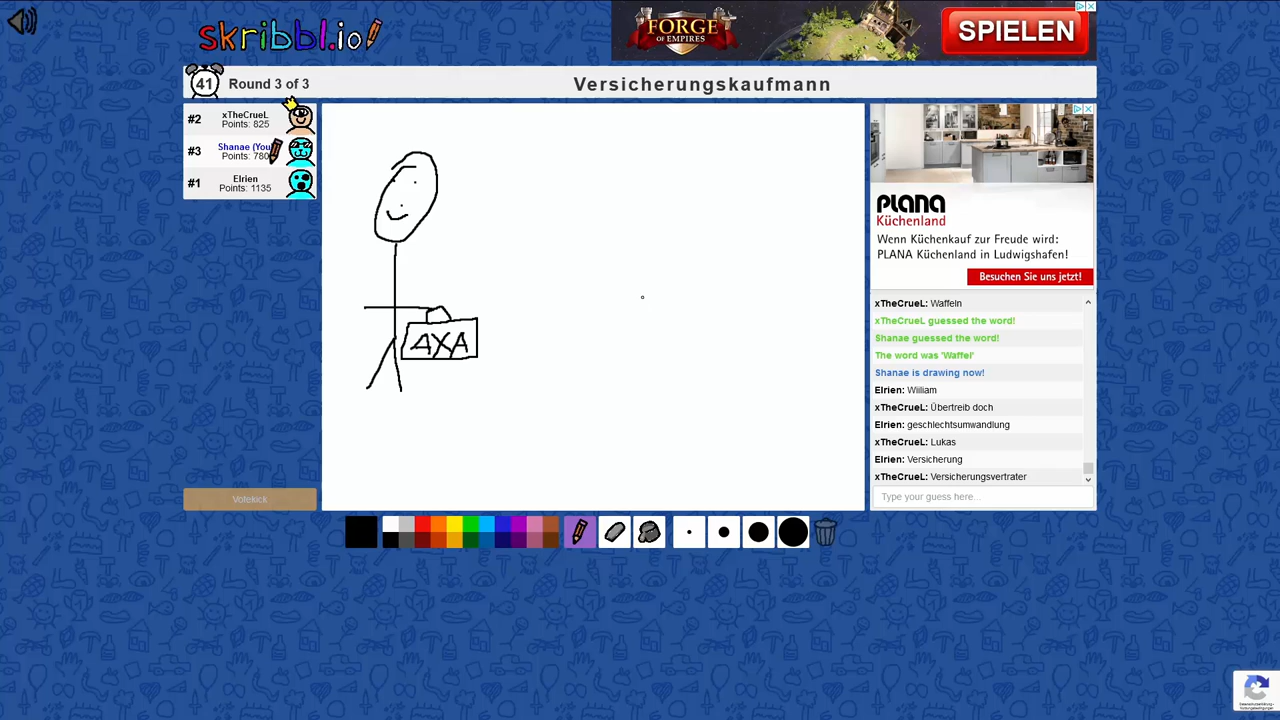 skribbl.io
FORGE
OF EMPIRES
SPIELEN
41
Round 3 of 3
Versicherungskaufmann
#2
xTheCrueL
Points: 825
#3
Shanae (You
Points: 780
#1
Elrien
Points: 1135
AXA
PLANA
Küchenland
Wenn Küchenkauf zur Freude wird:
PLANA Küchenland in Ludwigshafen!
Besuchen Sie uns jetzt!
xTheCrueL: Waffeln
xTheCrueL guessed the word!
Shanae guessed the word!
The word was 'Waffel'
Shanae is drawing now!
Elrien: Wiiliam
xTheCrueL: Übertreib doch
Elrien: geschlechtsumwandlung
xTheCrueL: Lukas
Elrien: Versicherung
xTheCrueL: Versicherungsvertrater
Type your guess here...
Votekick